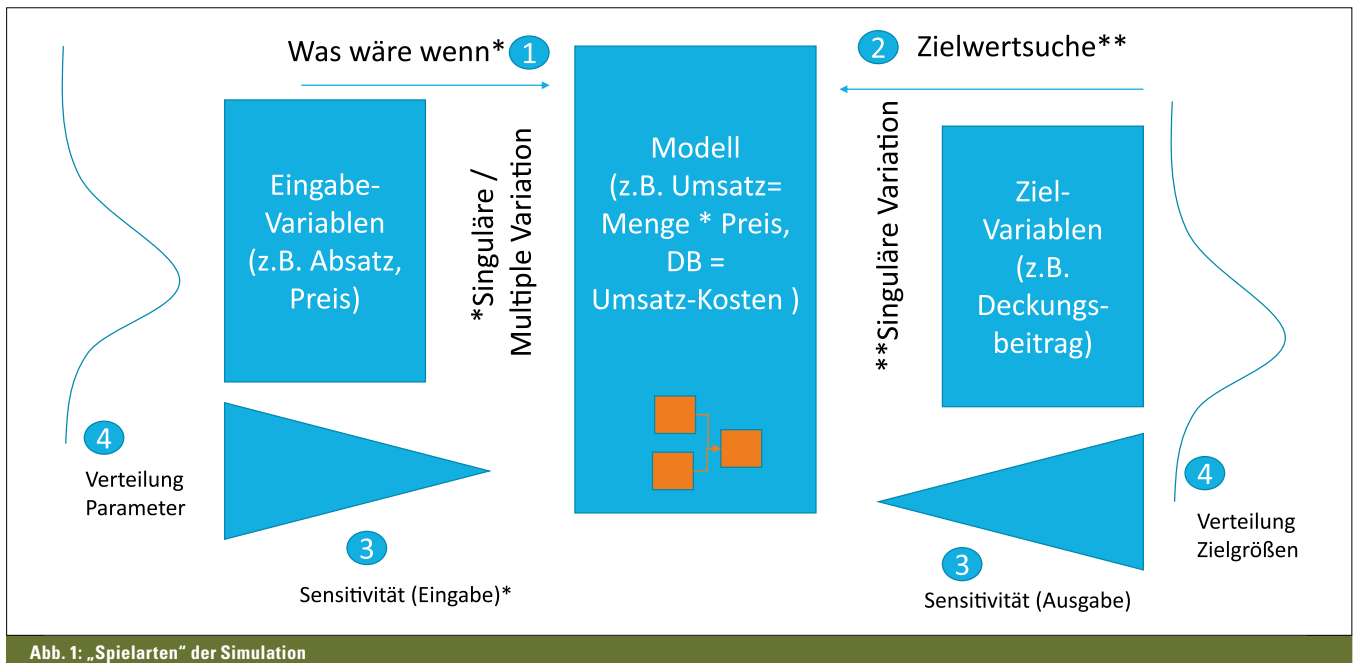 Was wäre wenn* 1
2 Zielwertsuche**
Eingabe-
Variablen
(z.B. Absatz,
Preis)
*Singuläre /
Multiple Variation
Modell
(z.B. Umsatz=
Menge * Preis,
DB =
Umsatz-Kosten )
**Singuläre Variation
Ziel-
Variablen
(z.B.
Deckungs-
beitrag)
4
Verteilung
Parameter
3
Sensitivität (Eingabe)*
3
Sensitivität (Ausgabe)
4
Verteilung
Zielgrößen
Abb. 1: „Spielarten“ der Simulation